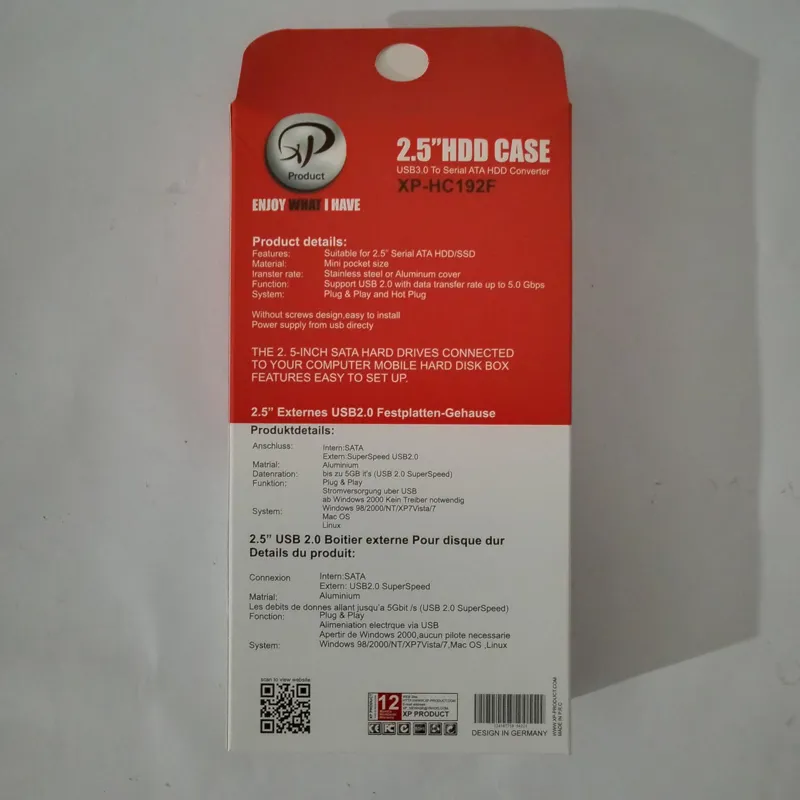 XP
Product
ENJOY WHAT I HAVE
2.5"HDD CASE
USB3.0 To Serial ATA HDD Converter
XP-HC192F
Product details:
Features: Suitable for 2.5" Serial ATA HDD/SSD
Material: Mini pocket size
Iranster rate: Stainless steel or Aluminum cover
Function: Support USB 2.0 with data transfer rate up to 5.0 Gbps
System: Plug & Play and Hot Plug
Without screws design,easy to install
Power supply from usb directy
THE 2. 5-INCH SATA HARD DRIVES CONNECTED
TO YOUR COMPUTER MOBILE HARD DISK BOX
FEATURES EASY TO SET UP.
2.5" Externes USB2.0 Festplatten-Gehause
Produktdetails:
Anschluss: Intern:SATA
Extern:SuperSpeed USB2.0
Matrial: Aluminium
Datenration: bis zu 5GB it's (USB 2.0 SuperSpeed)
Funktion: Plug & Play
Stromversorgung uber USB
ab Windows 2000 Kein Treiber notwendig
System: Windows 98/2000/NT/XP7Vista/7
Mac OS
Linux
2.5" USB 2.0 Boitier externe Pour disque dur
Details du produit:
Connexion Intern:SATA
Extern: USB2.0 SuperSpeed
Matrial: Aluminium
Les debits de donnes allant jusqu'a 5Gbit /s (USB 2.0 SuperSpeed)
Fonction: Plug & Play
Alimeniation electrque via USB
Apertir de Windows 2000,aucun pilote necessarie
System: Windows 98/2000/NT/XP7Vista/7,Mac OS ,Linux
scan to view website
12
XP PRODUCT
DESIGN IN GERMANY
WWW.XP-PRODUCT.COM
MADE IN P.R.C